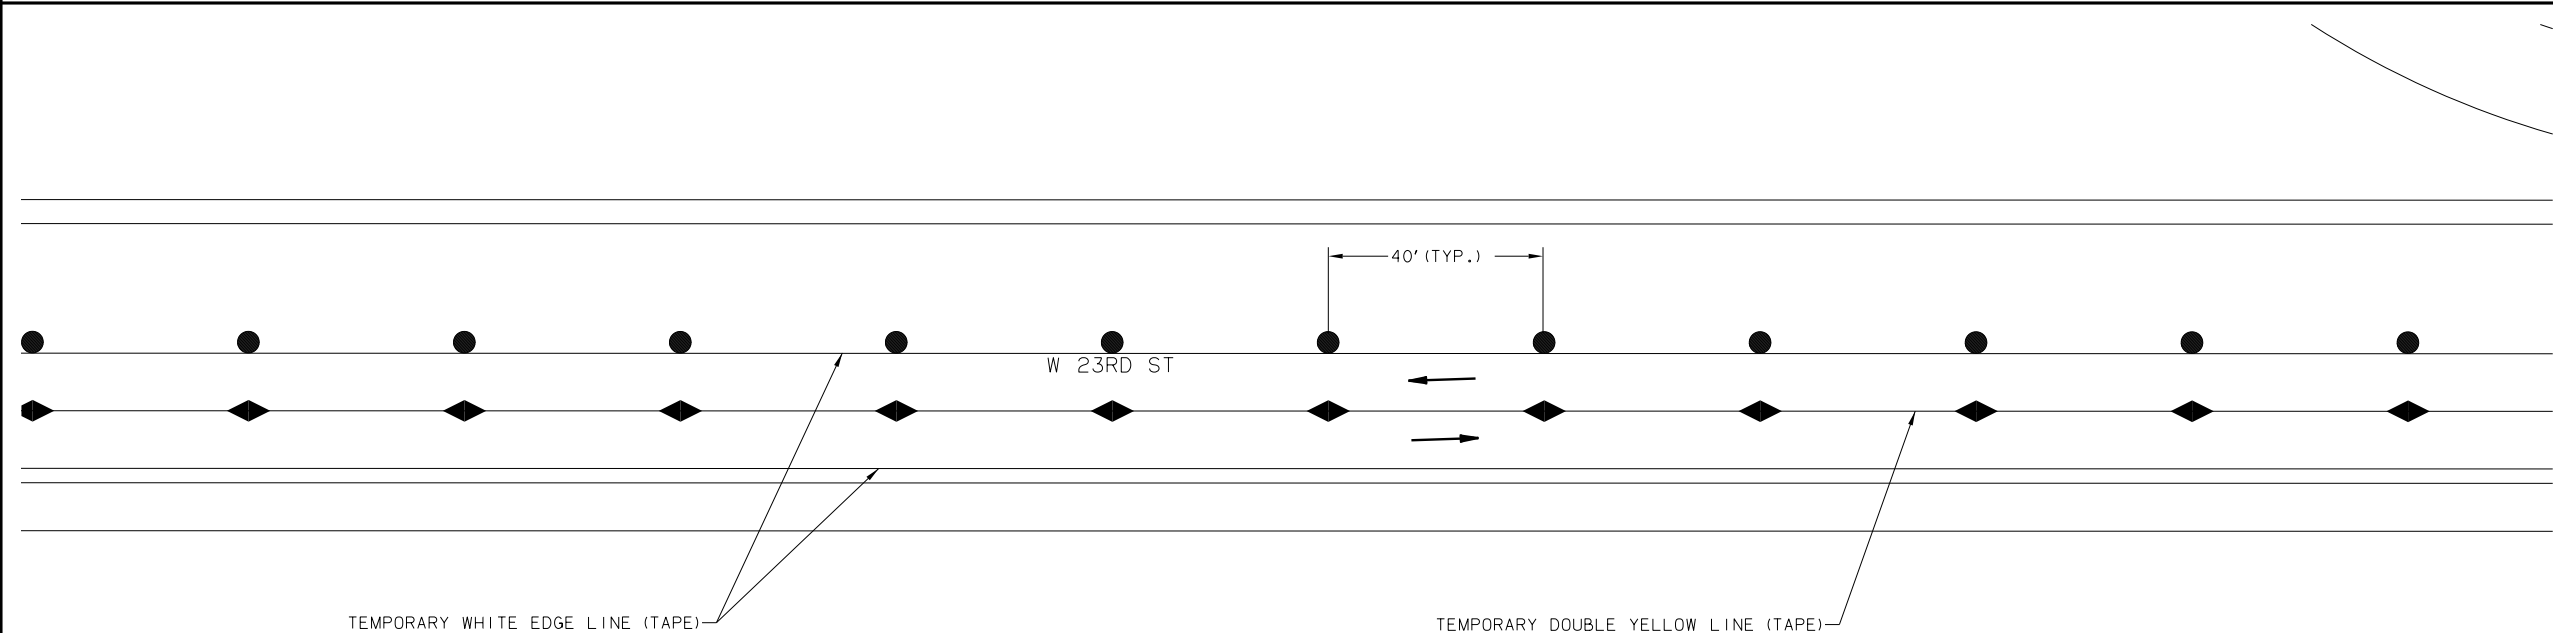 40'(TYP.)
W 23RD ST
TEMPORARY WHITE EDGE LINE (TAPE)
TEMPORARY DOUBLE YELLOW LINE (TAPE)